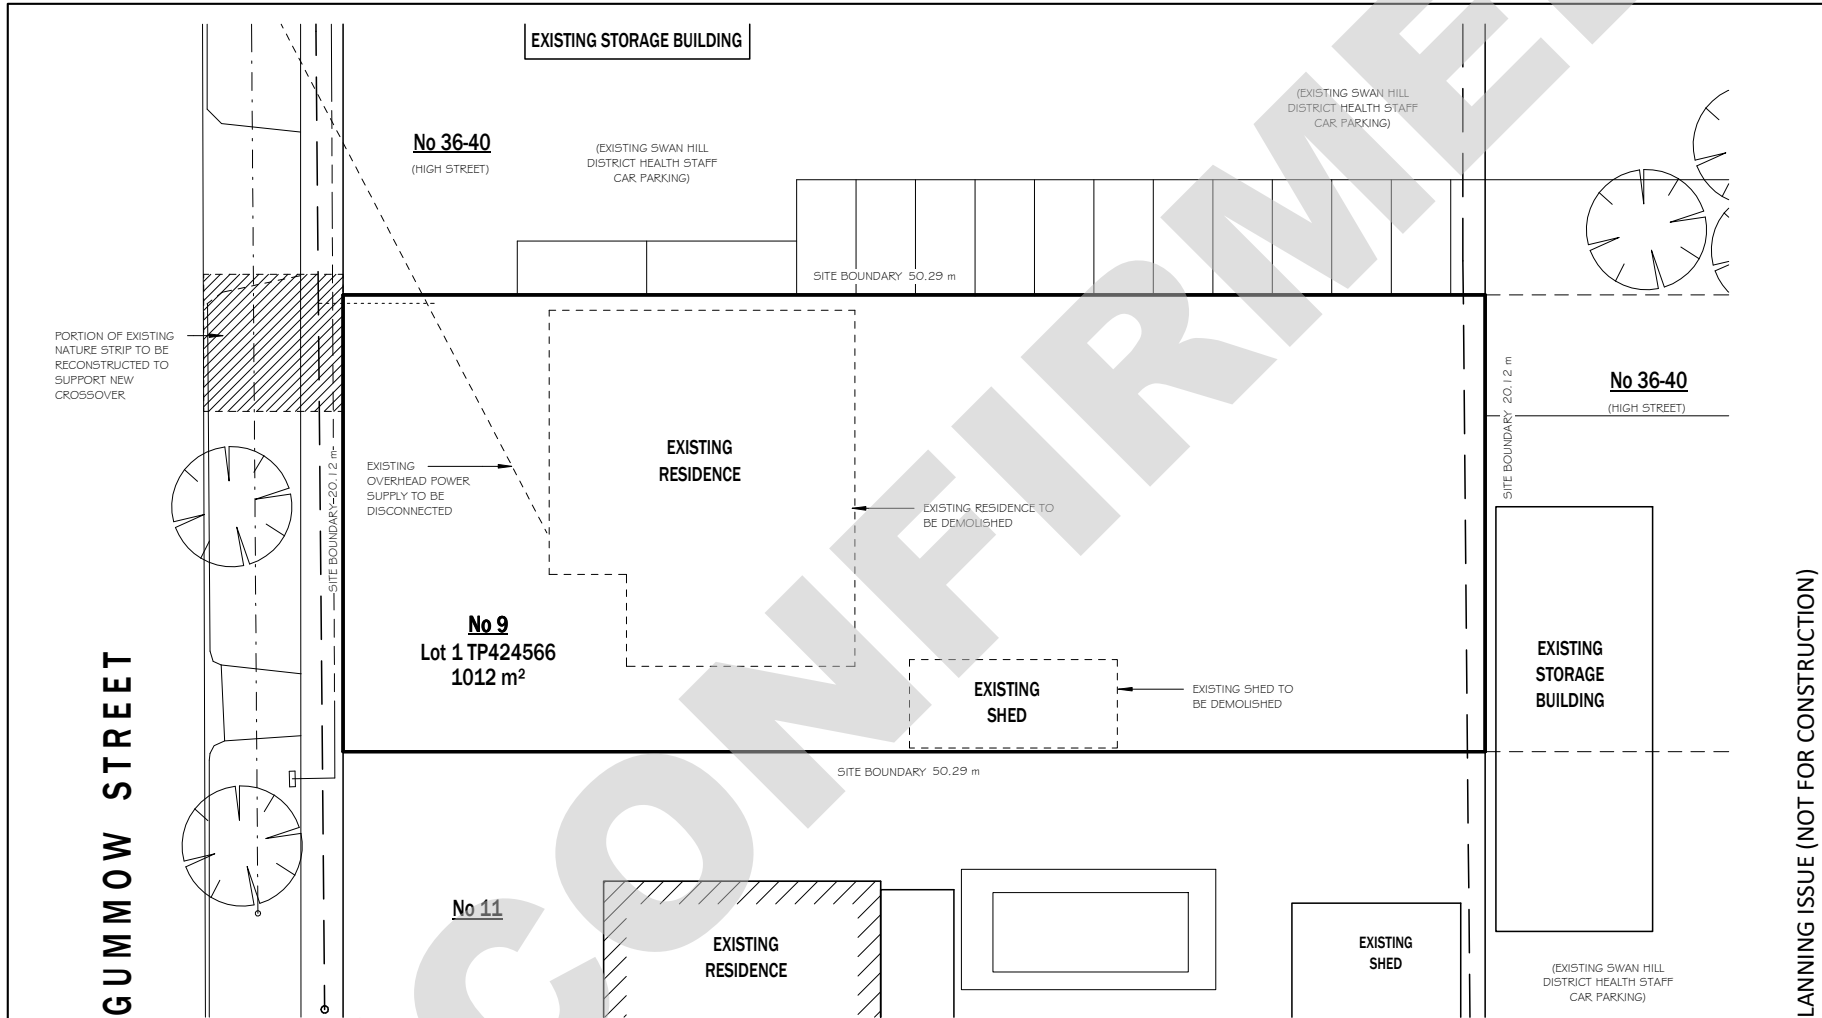 EXISTING STORAGE BUILDING
No 36-40
(HIGH STREET)
(EXISTING SWAN HILL
DISTRICT HEALTH STAFF
CAR PARKING)
(EXISTING SWAN HILL
DISTRICT HEALTH STAFF
CAR PARKING)
SITE BOUNDARY 50.29 m
PORTION OF EXISTING
NATURE STRIP TO BE
RECONSTRUCTED TO
SUPPORT NEW
CROSSOVER
SITE BOUNDARY 20.12 m
No 36-40
(HIGH STREET)
EXISTING
RESIDENCE
EXISTING
OVERHEAD POWER
SUPPLY TO BE
DISCONNECTED
SITE BOUNDARY 20.12 m
EXISTING RESIDENCE TO
BE DEMOLISHED
No 9
Lot 1 TP424566
1012 m²
EXISTING
SHED
EXISTING SHED TO
BE DEMOLISHED
EXISTING
STORAGE
BUILDING
SITE BOUNDARY 50.29 m
GUMMOW STREET
No 11
EXISTING
RESIDENCE
EXISTING
SHED
(EXISTING SWAN HILL
DISTRICT HEALTH STAFF
CAR PARKING)
LANNING ISSUE (NOT FOR CONSTRUCTION)
CONFIRME